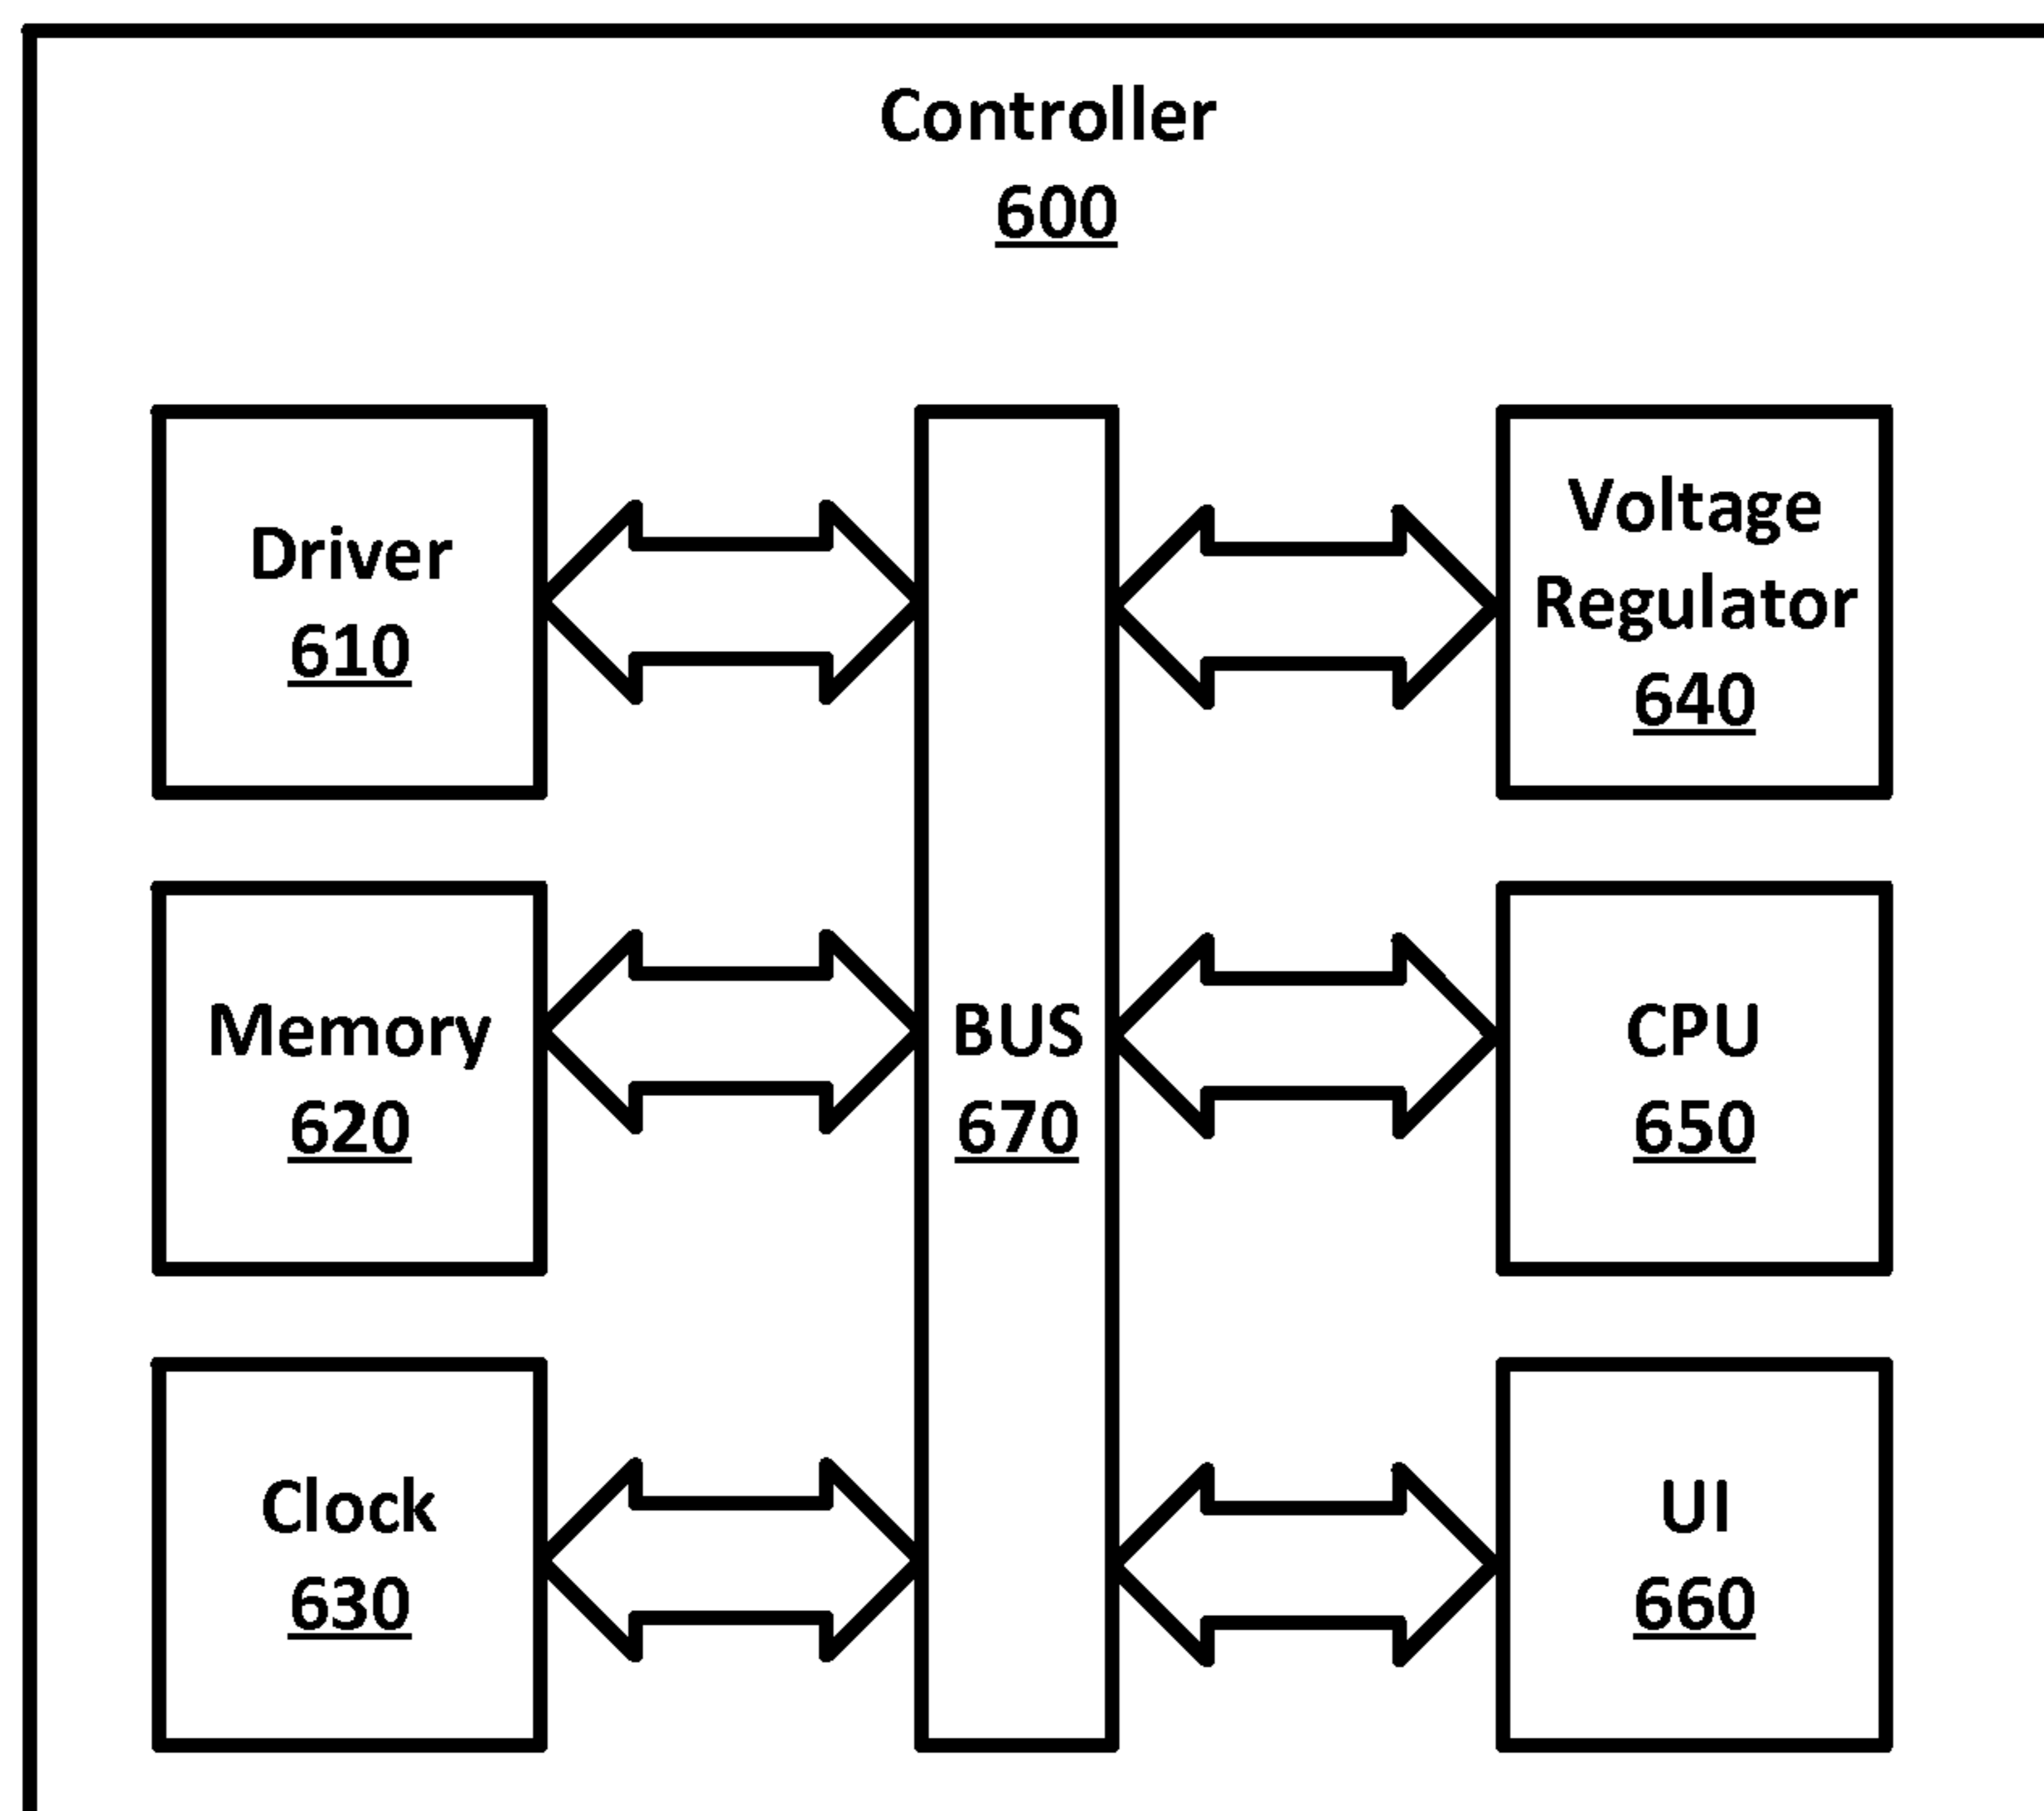 Controller
600
Driver
610
Memory
620
Clock
630
BUS
670
Voltage
Regulator
640
CPU
650
UI
660